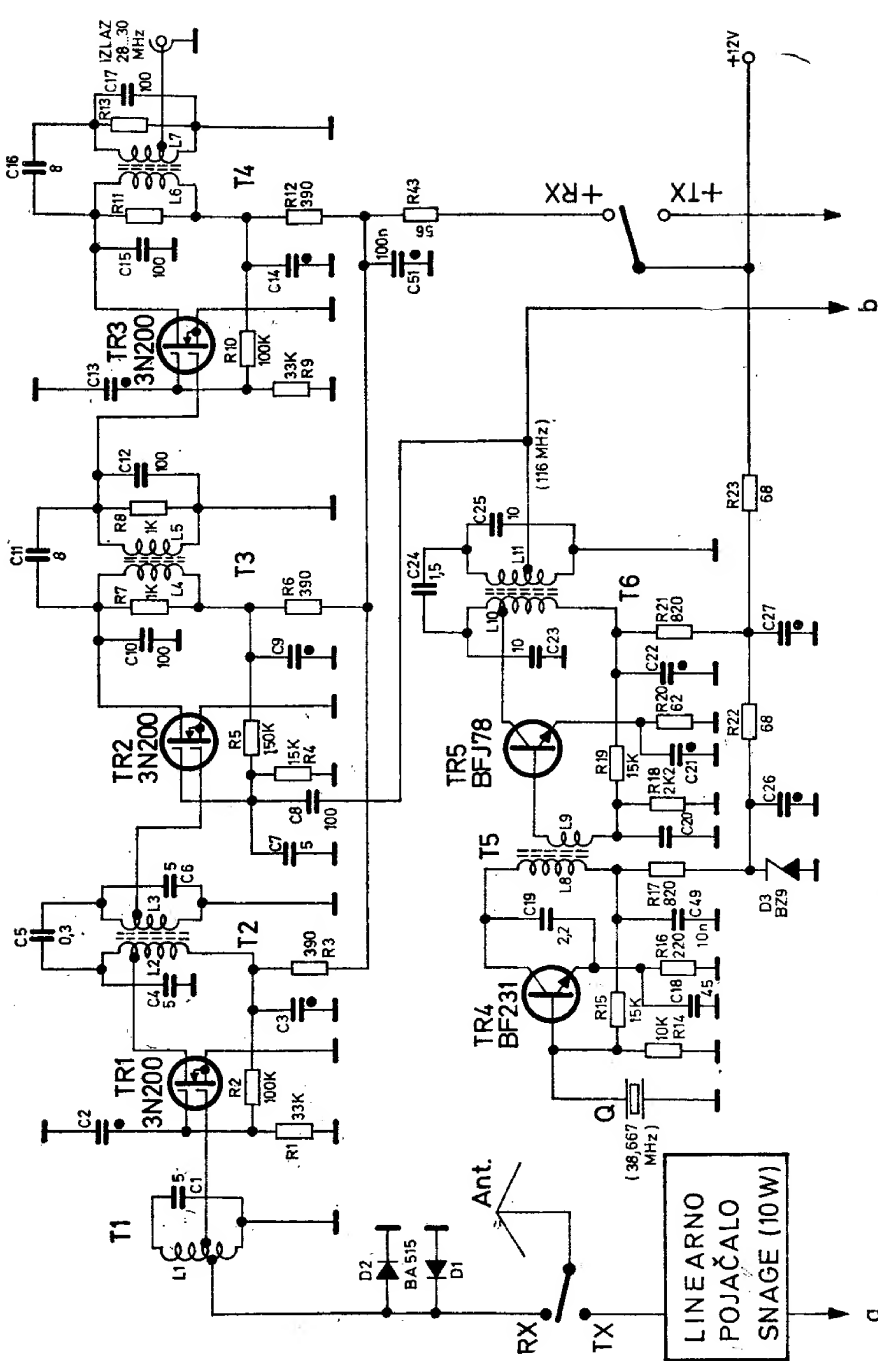 T1
L1
5
C1
C2
TR1
3N200
R2
100K
R1
33K
C3
C4
5
L2
L3
C5
0,3
5
C6
T2
390
R3
TR2
3N200
R5
150K
15K
R4
C7
5
C8
100
C9
C10
100
R7
1K
L4
L5
R8
1K
C11
8
C12
100
T3
R6
390
TR3
3N200
C13
R10
100K
33K
R9
C14
C15
100
R11
L6
L7
R13
C16
8
C17
100
IZLAZ
28...30
MHz
T4
R12
390
100n
C51
R43
56
+RX
+TX
+12V
D2
BA 515
D1
Ant.
RX
TX
LINEARNO
POJAČALO
SNAGE (10W)
a
Q
(38,667
MHz)
TR4
BF231
R15
15K
10K
R14
C18
45
R16
220
C49
10n
R17
820
C19
2,2
T5
L8
L9
TR5
BFJ78
R19
15K
R18
2K2
C20
C21
R20
62
C22
R21
820
T6
C23
10
L10
L11
C24
1,5
C25
10
(116 MHz)
b
D3
BZ9
C26
R22
68
C27
R23
68